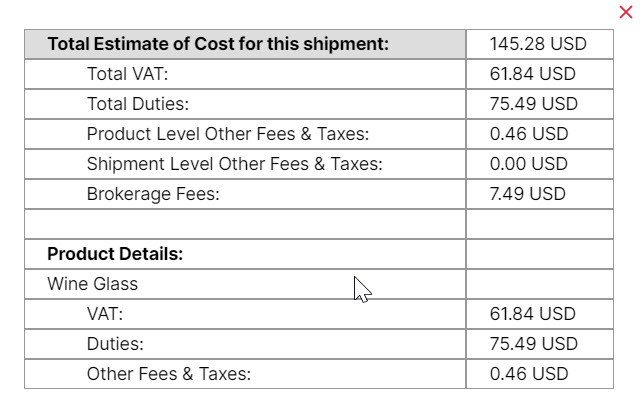 Total Estimate of Cost for this shipment: 145.28 USD
Total VAT: 61.84 USD
Total Duties: 75.49 USD
Product Level Other Fees & Taxes: 0.46 USD
Shipment Level Other Fees & Taxes: 0.00 USD
Brokerage Fees: 7.49 USD
Product Details:
Wine Glass
VAT: 61.84 USD
Duties: 75.49 USD
Other Fees & Taxes: 0.46 USD